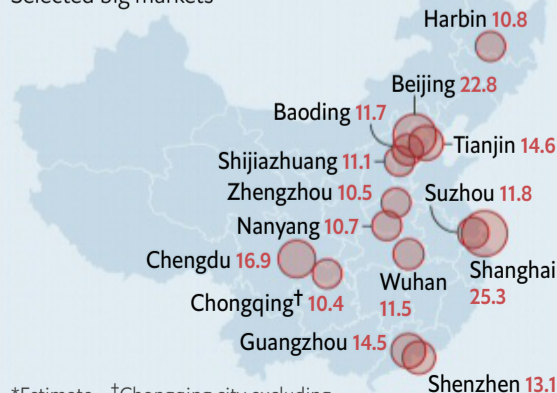 Selected big markets
Harbin 10.8
Beijing 22.8
Baoding 11.7
Tianjin 14.6
Shijiazhuang 11.1
Zhengzhou 10.5
Suzhou 11.8
Nanyang 10.7
Chengdu 16.9
Shanghai
25.3
Wuhan
11.5
Chongqing† 10.4
Guangzhou 14.5
Shenzhen 13.1
*Estimate †Chongqing city excluding